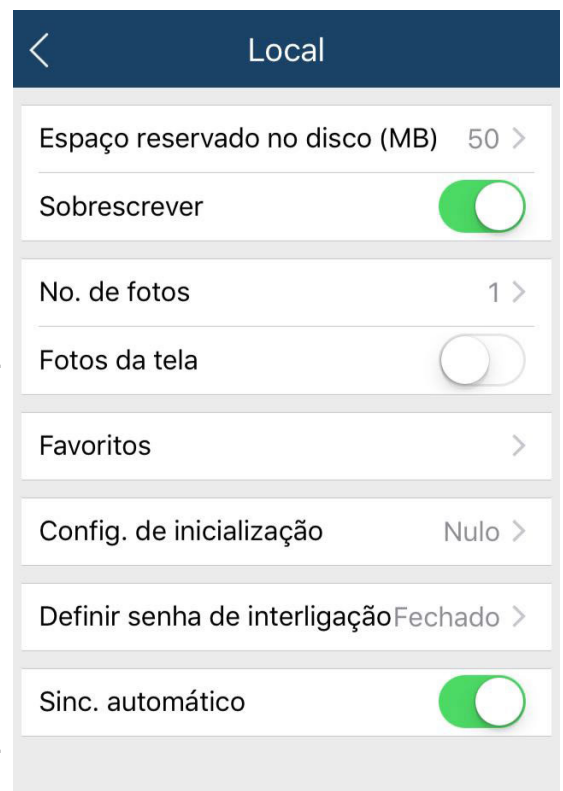 Local
Espaço reservado no disco (MB) 50
Sobrescrever
No. de fotos 1
Fotos da tela
Favoritos
Config. de inicialização Nulo
Definir senha de interligação Fechado
Sinc. automático